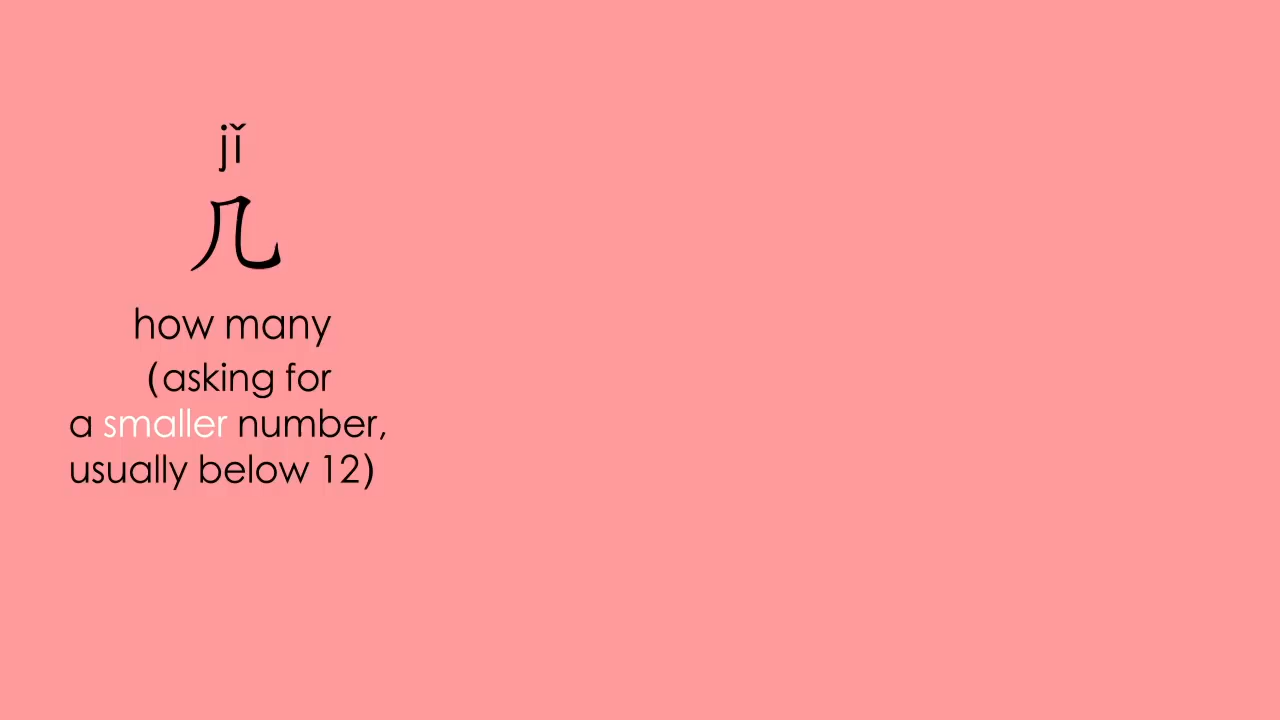 jǐ
几
how many
(asking for
a smaller number,
usually below 12)